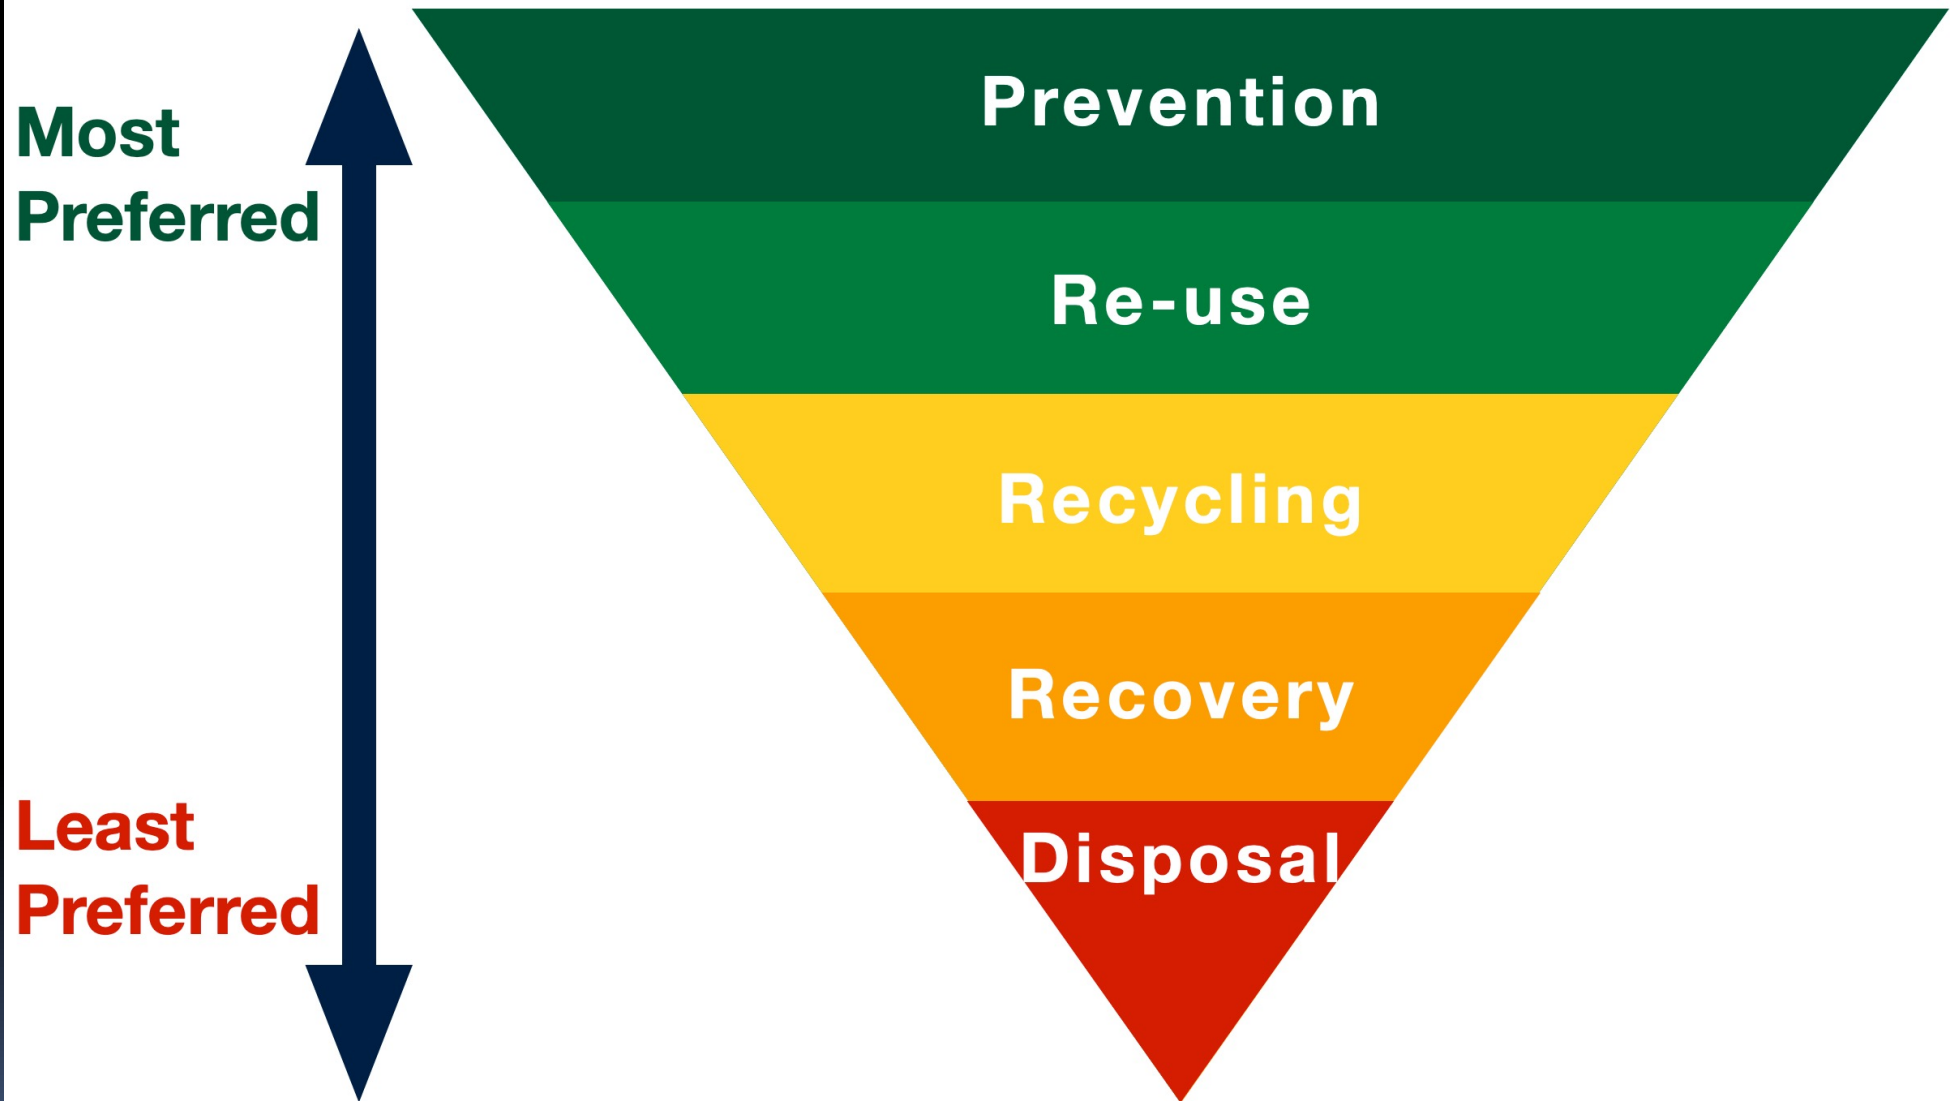 Most
Preferred
Prevention
Re-use
Recycling
Recovery
Disposal
Least
Preferred